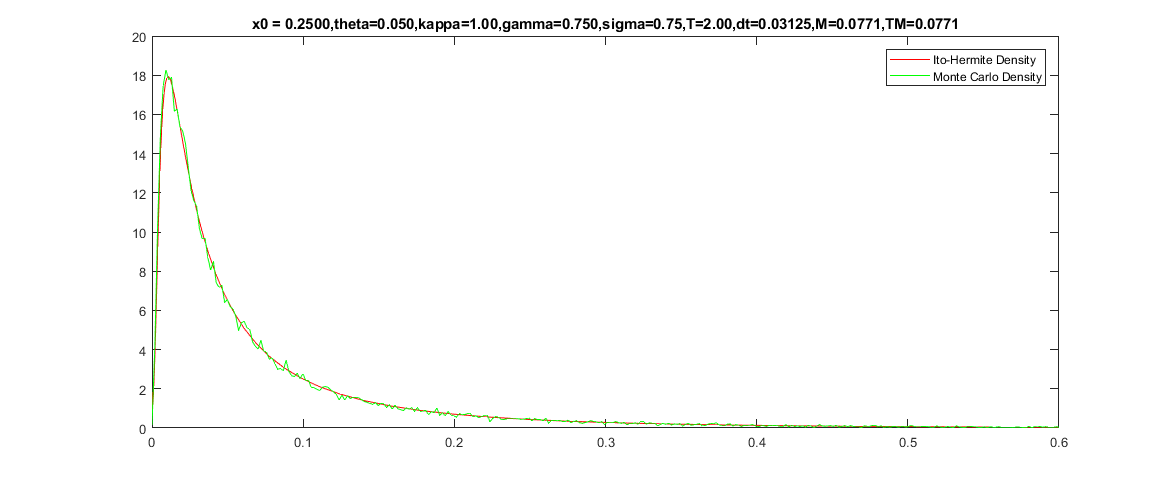 x0 = 0.2500,theta=0.050,kappa=1.00,gamma=0.750,sigma=0.75,T=2.00,dt=0.03125,M=0.0771,TM=0.0771
20
Ito-Hermite Density
Monte Carlo Density
18
16
14
12
10
8
6
4
2
0
0 0.1 0.2 0.3 0.4 0.5 0.6